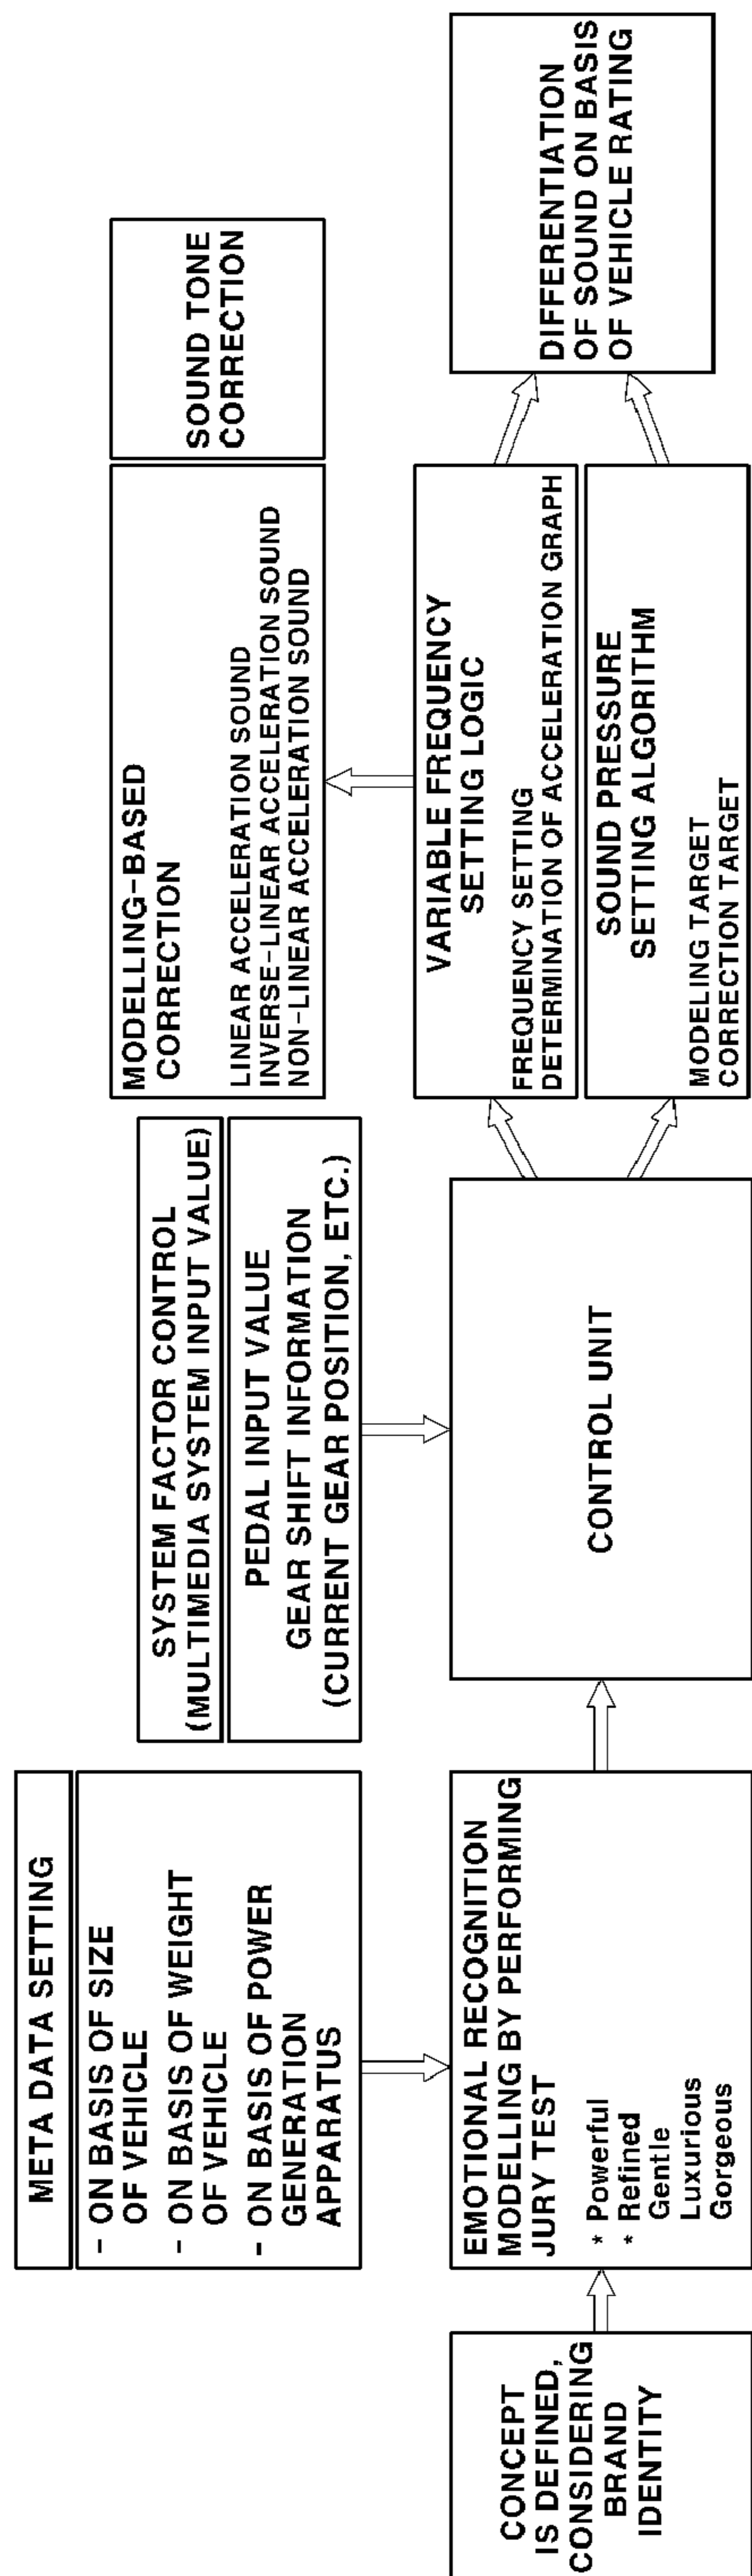 META DATA SETTING
- ON BASIS OF SIZE
OF VEHICLE
- ON BASIS OF WEIGHT
OF VEHICLE
- ON BASIS OF POWER
GENERATION
APPARATUS
SYSTEM FACTOR CONTROL
(MULTIMEDIA SYSTEM INPUT VALUE)
PEDAL INPUT VALUE
GEAR SHIFT INFORMATION
(CURRENT GEAR POSITION, ETC.)
MODELLING-BASED
CORRECTION
LINEAR ACCELERATION SOUND
INVERSE-LINEAR ACCELERATION SOUND
NON-LINEAR ACCELERATION SOUND
SOUND TONE
CORRECTION
CONCEPT
IS DEFINED,
CONSIDERING
BRAND
IDENTITY
EMOTIONAL RECOGNITION
MODELLING BY PERFORMING
JURY TEST
* Powerful
* Refined
Gentle
Luxurious
Gorgeous
CONTROL UNIT
VARIABLE FREQUENCY
SETTING LOGIC
FREQUENCY SETTING
DETERMINATION OF ACCELERATION GRAPH
SOUND PRESSURE
SETTING ALGORITHM
MODELING TARGET
CORRECTION TARGET
DIFFERENTIATION
OF SOUND ON BASIS
OF VEHICLE RATING